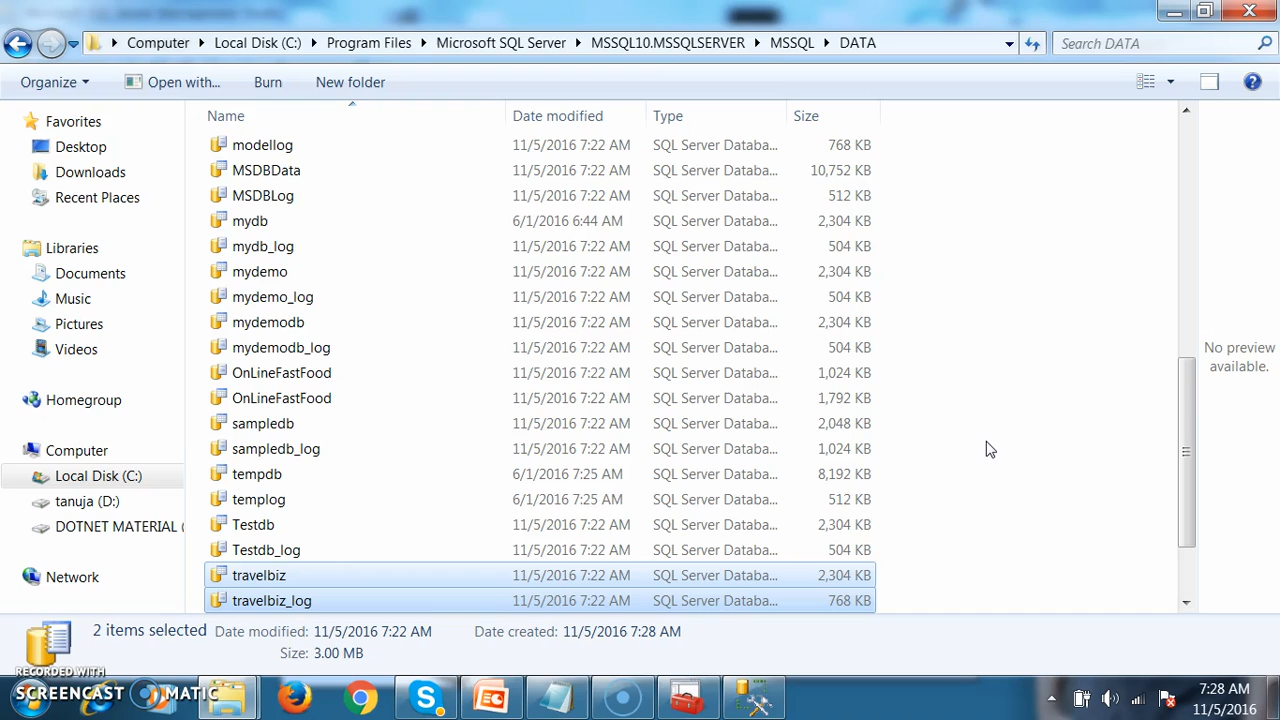 Computer Local Disk (C:) Program Files Microsoft SQL Server MSSQL10.MSSQLSERVER MSSQL DATA Search DATA
Organize Open with... Burn New folder
Name Date modified Type Size
Favorites
Desktop
Downloads
Recent Places
Libraries
Documents
Music
Pictures
Videos
Homegroup
Computer
Local Disk (C:)
tanuja (D:)
DOTNET MATERIAL (
Network
modellog 11/5/2016 7:22 AM SQL Server Databa... 768 KB
MSDBData 11/5/2016 7:22 AM SQL Server Databa... 10,752 KB
MSDBLog 11/5/2016 7:22 AM SQL Server Databa... 512 KB
mydb 6/1/2016 6:44 AM SQL Server Databa... 2,304 KB
mydb_log 11/5/2016 7:22 AM SQL Server Databa... 504 KB
mydemo 11/5/2016 7:22 AM SQL Server Databa... 2,304 KB
mydemo_log 11/5/2016 7:22 AM SQL Server Databa... 504 KB
mydemodb 11/5/2016 7:22 AM SQL Server Databa... 2,304 KB
mydemodb_log 11/5/2016 7:22 AM SQL Server Databa... 504 KB
OnLineFastFood 11/5/2016 7:22 AM SQL Server Databa... 1,024 KB
OnLineFastFood 11/5/2016 7:22 AM SQL Server Databa... 1,792 KB
sampledb 11/5/2016 7:22 AM SQL Server Databa... 2,048 KB
sampledb_log 11/5/2016 7:22 AM SQL Server Databa... 1,024 KB
tempdb 6/1/2016 7:25 AM SQL Server Databa... 8,192 KB
templog 6/1/2016 7:25 AM SQL Server Databa... 512 KB
Testdb 11/5/2016 7:22 AM SQL Server Databa... 2,304 KB
Testdb_log 11/5/2016 7:22 AM SQL Server Databa... 504 KB
travelbiz 11/5/2016 7:22 AM SQL Server Databa... 2,304 KB
travelbiz_log 11/5/2016 7:22 AM SQL Server Databa... 768 KB
No preview
available.
2 items selected Date modified: 11/5/2016 7:22 AM Date created: 11/5/2016 7:28 AM
Size: 3.00 MB
RECORDED WITH
SCREENCAST MATIC
7:28 AM
11/5/2016